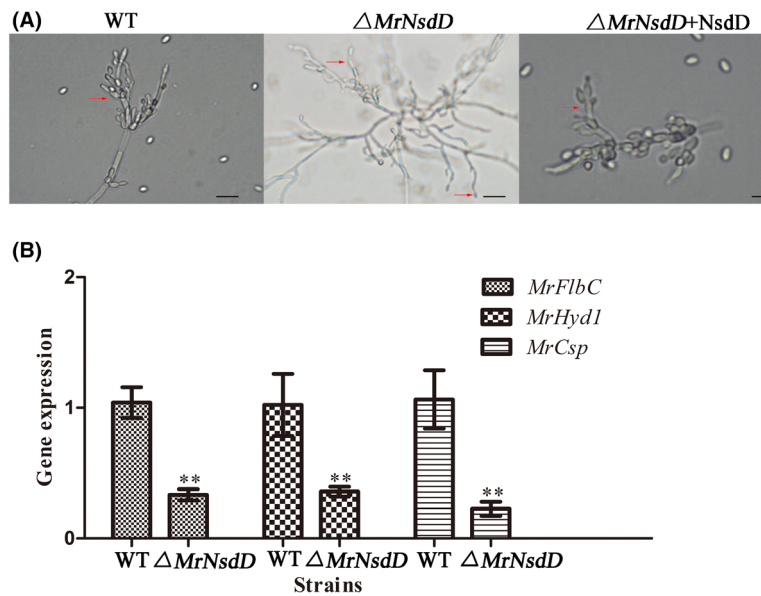 (A)
WT
△MrNsdD
△MrNsdD+NsdD
(B)
2
1
0
Gene expression
MrFlbC
MrHyd1
MrCsp
**
**
**
WT
△MrNsdD
WT
△MrNsdD
WT
△MrNsdD
Strains